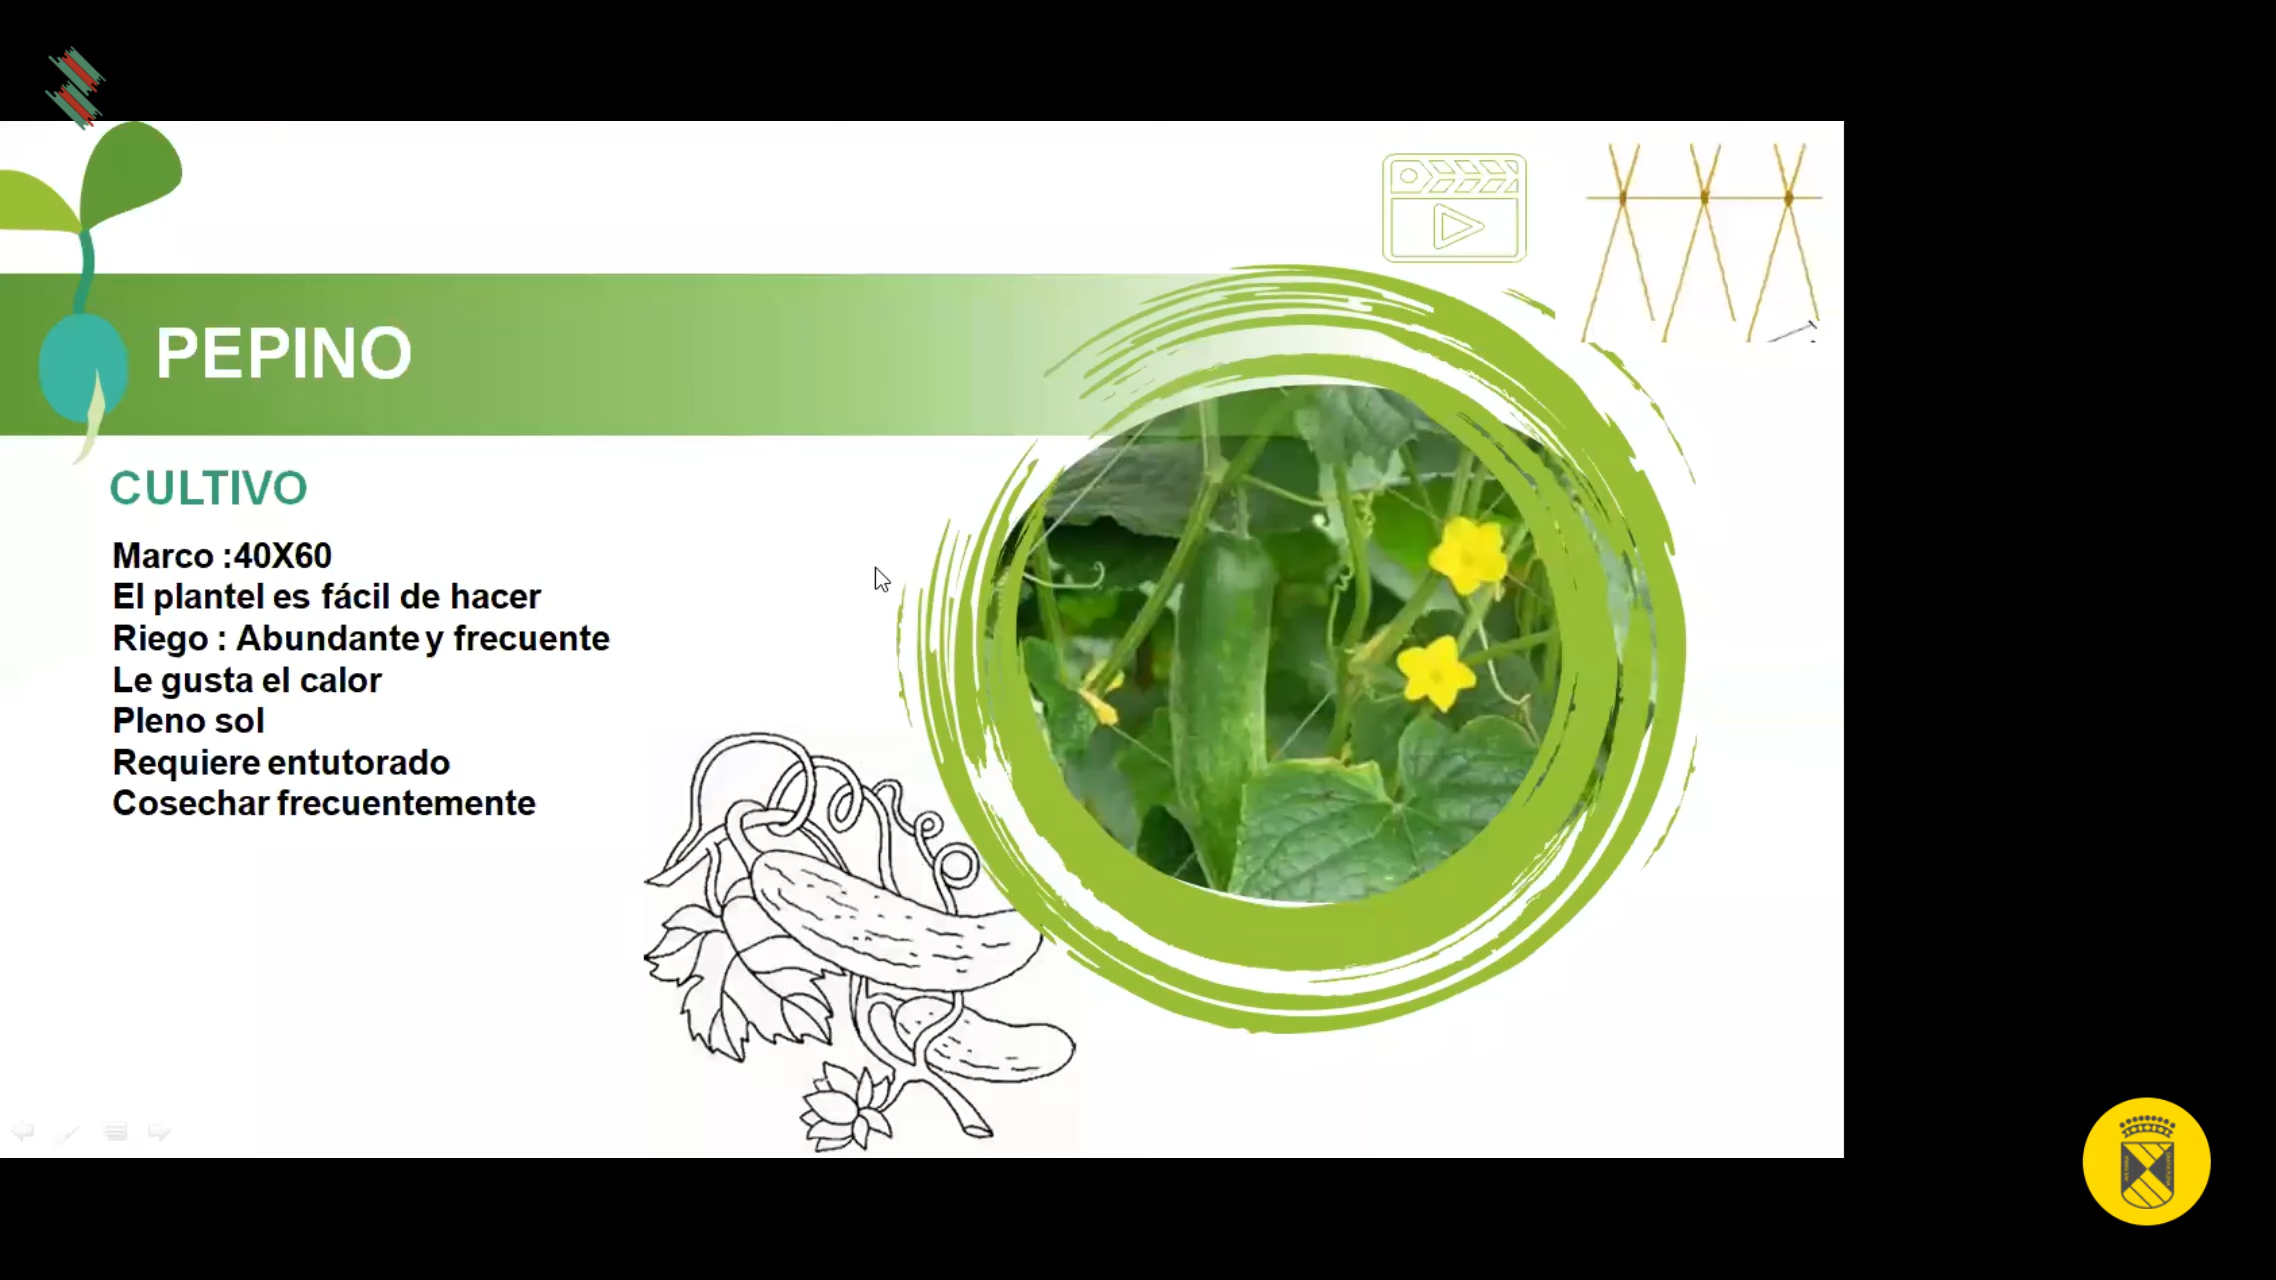 PEPINO
CULTIVO
Marco :40X60
El plantel es fácil de hacer
Riego : Abundante y frecuente
Le gusta el calor
Pleno sol
Requiere entutorado
Cosechar frecuentemente